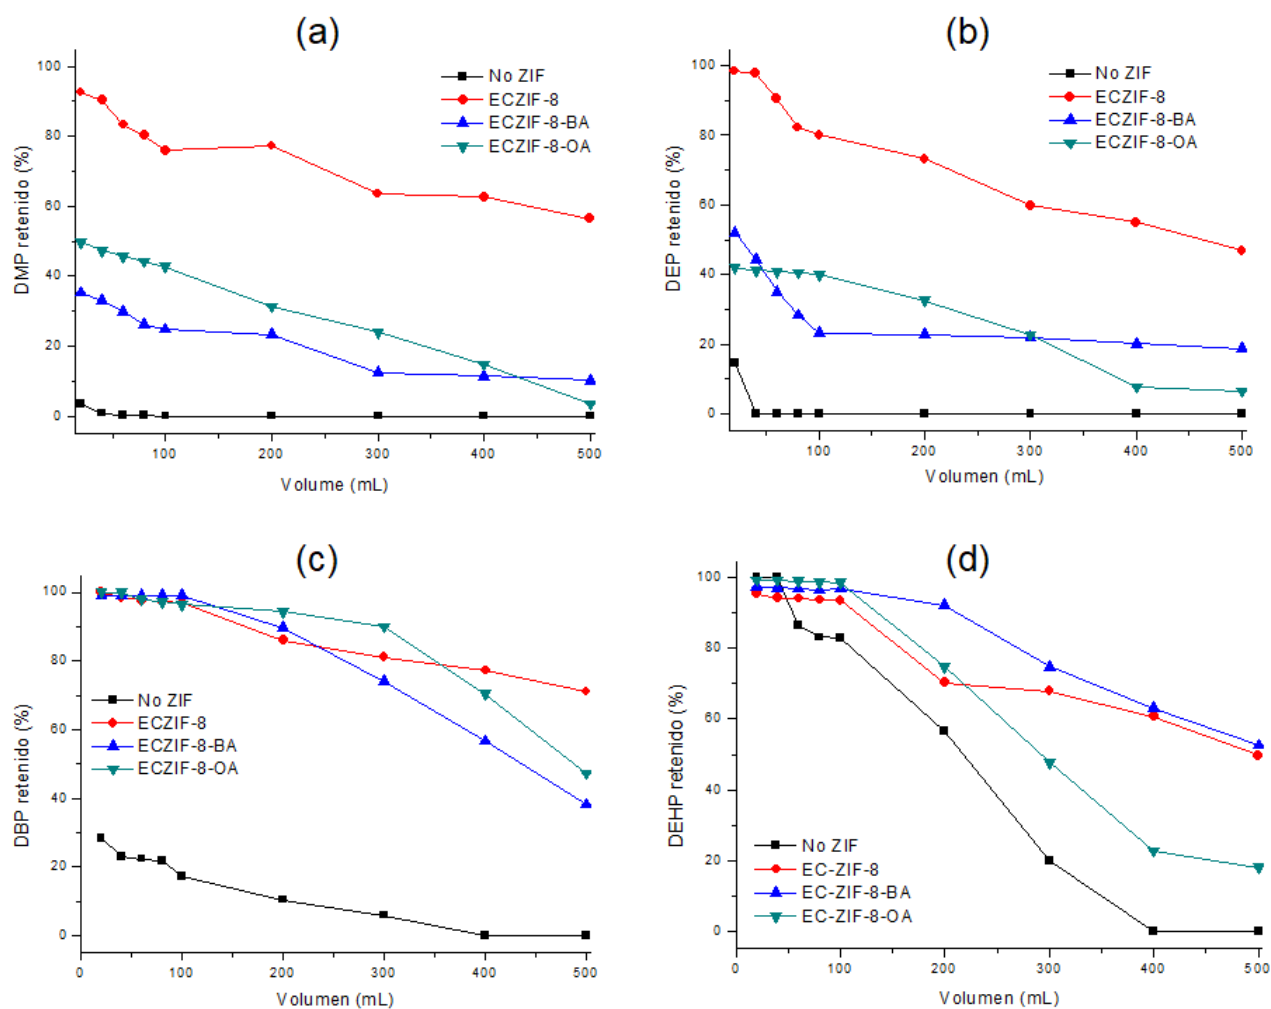 (a)
DMP retenido (%)
100
80
60
40
20
0
No ZIF
ECZIF-8
ECZIF-8-BA
ECZIF-8-OA
100
200
300
400
500
Volume (mL)
(b)
DEP retenido (%)
100
80
60
40
20
0
No ZIF
ECZIF-8
ECZIF-8-BA
ECZIF-8-OA
100
200
300
400
500
Volumen (mL)
(c)
DBP retenido (%)
100
80
60
40
20
0
No ZIF
ECZIF-8
ECZIF-8-BA
ECZIF-8-OA
0
100
200
300
400
500
Volumen (mL)
(d)
DEHP retenido (%)
100
80
60
40
20
0
No ZIF
EC-ZIF-8
EC-ZIF-8-BA
EC-ZIF-8-OA
0
100
200
300
400
500
Volumen (mL)